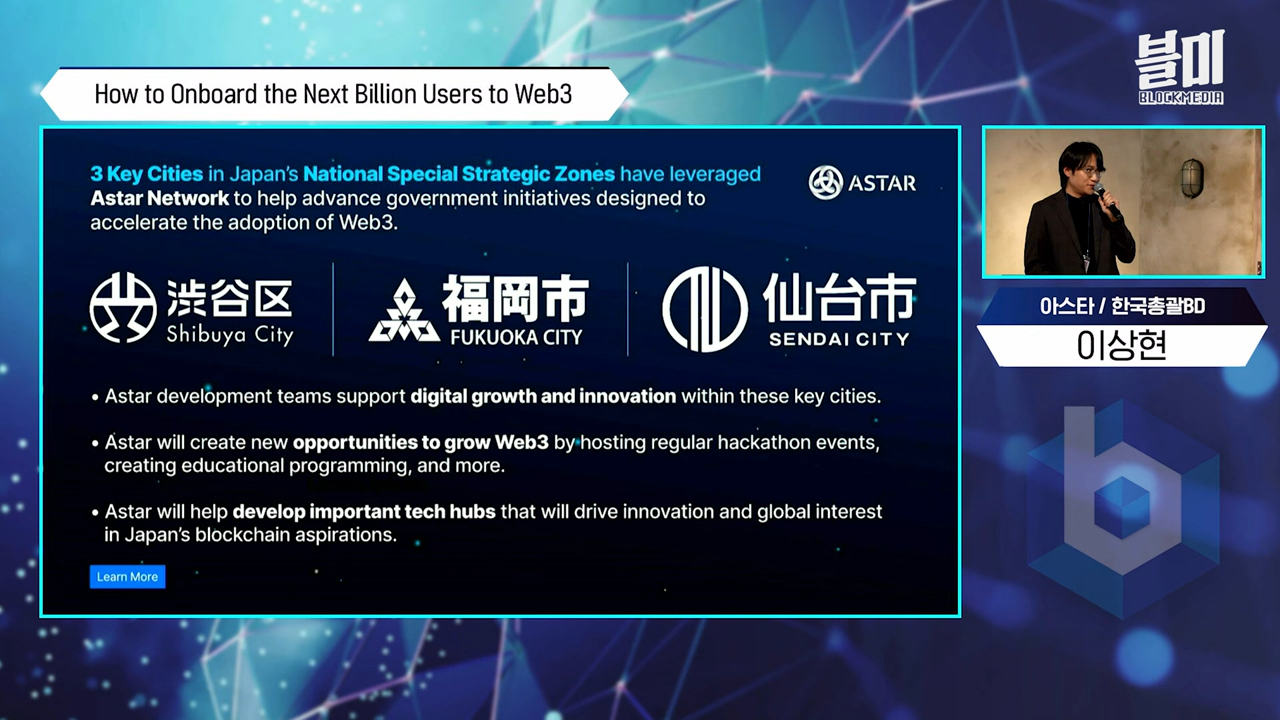 How to Onboard the Next Billion Users to Web3
블미
BLOCKMEDIA
3 Key Cities in Japan's National Special Strategic Zones have leveraged
Astar Network to help advance government initiatives designed to
accelerate the adoption of Web3.
ASTAR
渋谷区
Shibuya City
福岡市
FUKUOKA CITY
仙台市
SENDAI CITY
• Astar development teams support digital growth and innovation within these key cities.
• Astar will create new opportunities to grow Web3 by hosting regular hackathon events,
creating educational programming, and more.
• Astar will help develop important tech hubs that will drive innovation and global interest
in Japan's blockchain aspirations.
Learn More
아스타 / 한국총괄BD
이상현